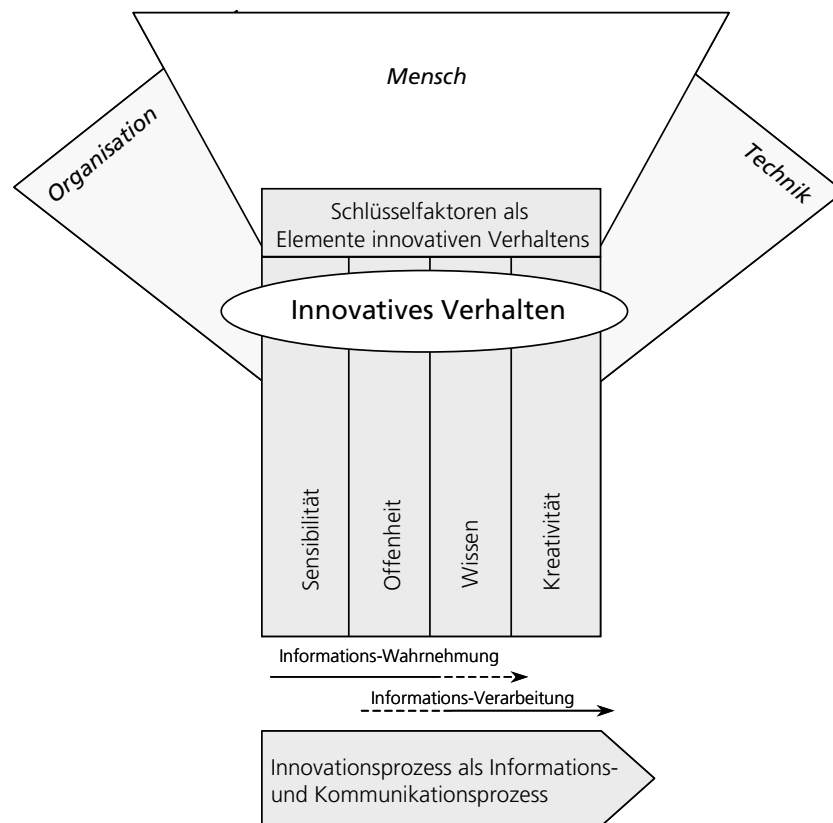 Mensch
Organisation
Technik
Schlüsselfaktoren als
Elemente innovativen Verhaltens
Innovatives Verhalten
Sensibilität
Offenheit
Wissen
Kreativität
Informations-Wahrnehmung
Informations-Verarbeitung
Innovationsprozess als Informations-
und Kommunikationsprozess